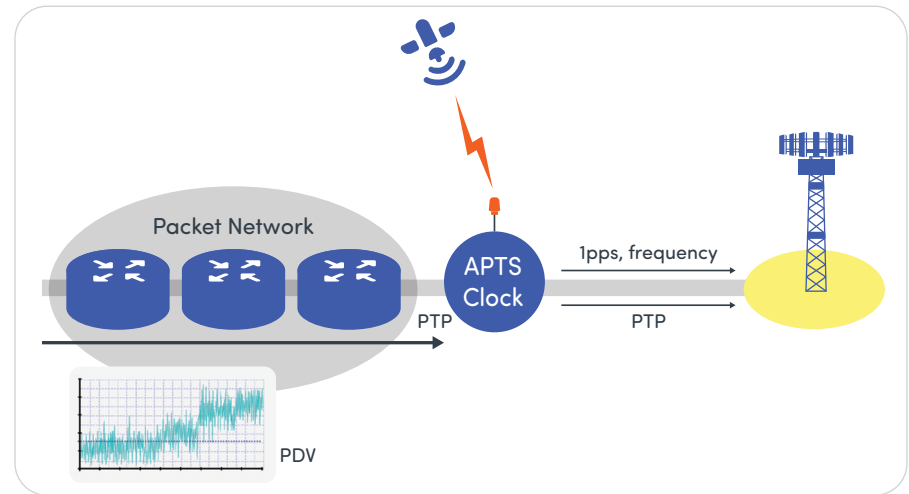 Packet Network
APTS
Clock
1pps, frequency
PTP
PTP
PDV